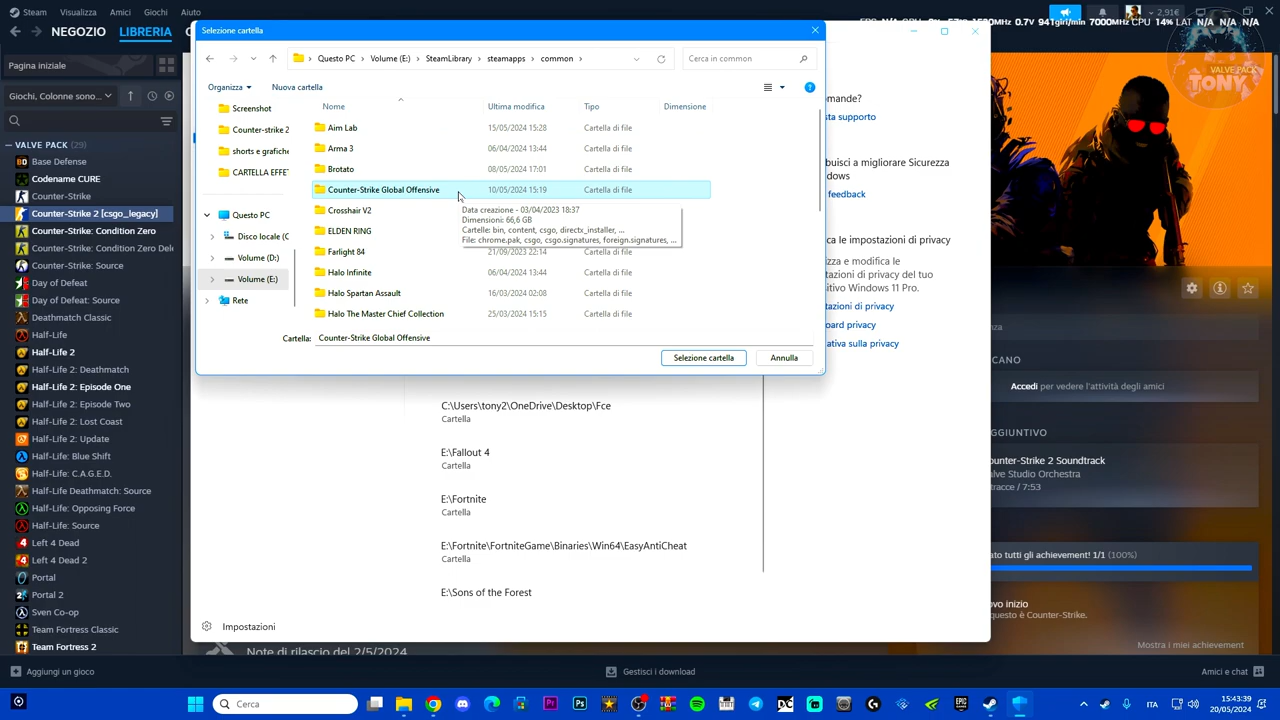 Steam
Visualizza
Amici
Giochi
Aiuto
2,91€
7000MHz CPU 14% LAT N/A N/A
NEGOZIO
LIBRERIA
Selezione cartella
Questo PC > Volume (E:) > SteamLibrary > steamapps > common >
Cerca in common
Organizza
Nuova cartella
Nome
Ultima modifica
Tipo
Dimensione
Screenshot
Counter-strike 2
shorts e grafiche
CARTELLA EFFET
Questo PC
Disco locale (C
Volume (D:)
Volume (E:)
Rete
Aim Lab 15/05/2024 15:28 Cartella di file
Arma 3 06/04/2024 13:44 Cartella di file
Brotato 08/05/2024 17:01 Cartella di file
Counter-Strike Global Offensive 10/05/2024 15:19 Cartella di file
Crosshair V2
ELDEN RING
Farlight 84 21/09/2023 22:14 Cartella di file
Halo Infinite 06/04/2024 13:44 Cartella di file
Halo Spartan Assault 16/03/2024 02:08 Cartella di file
Halo The Master Chief Collection 25/03/2024 15:15 Cartella di file
Data creazione - 03/04/2023 18:37
Dimensioni: 66,6 GB
Cartelle: bin, content, csgo, directx_installer, ...
File: chrome.pak, csgo, csgo.signatures, foreign.signatures, ...
Cartella: Counter-Strike Global Offensive
Selezione cartella
Annulla
Pagina iniziale
VALVE PACK (29)
Base Defense
Codename CURE
Counter-Strike
Counter-Strike 2 [csgo_legacy]
Counter-Strike: Condition Zero
Counter-Strike: Condition Zero Dele
Counter-Strike: Source
Day of Defeat
Day of Defeat: Source
Deathmatch Classic
Half-Life
Half-Life 2
Half-Life 2: Deathmatch
Half-Life 2: Episode One
Half-Life 2: Episode Two
Half-Life 2: Lost Coast
Half-Life 2: Update
Half-Life: Blue Shift
Half-Life: C.A.G.E.D.
Half-Life Deathmatch: Source
Half-Life: Opposing Force
Half-Life: Source
Left 4 Dead
Left 4 Dead 2
Portal
Portal 2
Sven Co-op
Team Fortress Classic
Team Fortress 2
C:\Users\tony2\OneDrive\Desktop\Fce
Cartella
E:\Fallout 4
Cartella
E:\Fortnite
Cartella
E:\Fortnite\FortniteGame\Binaries\Win64\EasyAntiCheat
Cartella
E:\Sons of the Forest
Impostazioni
Note di rilascio del 2/5/2024
omande?
sta supporto
ribuisci a migliorare Sicurezza
dows
feedback
ca le impostazioni di privacy
zza e modifica le
tazioni di privacy del tuo
sitivo Windows 11 Pro.
tazioni di privacy
oard privacy
ativa sulla privacy
VALVE PACK
TONY
Accedi per vedere l'attività degli amici
ounter-Strike 2 Soundtrack
alve Studio Orchestra
tracce / 7:53
ato tutti gli achievement! 1/1 (100%)
ovo inizio
questo è Counter-Strike.
Mostra i miei achievement
Aggiungi un gioco
Gestisci i download
Amici e chat
Cerca
ITA
15:43:39
20/05/2024